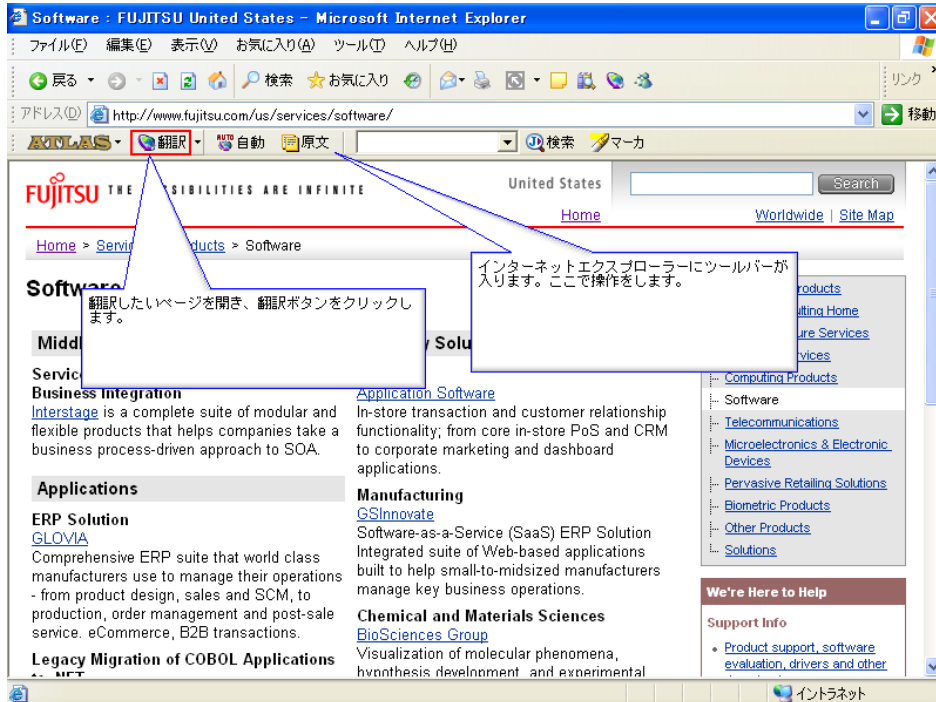 Software : FUJITSU United States - Microsoft Internet Explorer
ファイル(F) 編集(E) 表示(V) お気に入り(A) ツール(T) ヘルプ(H)
戻る 検索 お気に入り リンク
アドレス(D) http://www.fujitsu.com/us/services/software/ 移動
ATLAS 翻訳 自動 原文 検索 マーカ
FUJITSU THE SIBILITIES ARE INFINITE United States Search
Home Worldwide | Site Map
Home > Servi ducts > Software
インターネットエクスプローラーにツールバーが
入ります。ここで操作をします。
Software
翻訳したいページを開き、翻訳ボタンをクリックし
ます。
Middl
Servic
Business Integration
Interstage is a complete suite of modular and
flexible products that helps companies take a
business process-driven approach to SOA.
Applications
ERP Solution
GLOVIA
Comprehensive ERP suite that world class
manufacturers use to manage their operations
- from product design, sales and SCM, to
production, order management and post-sale
service. eCommerce, B2B transactions.
Legacy Migration of COBOL Applications
to .NET
y Solu
Application Software
In-store transaction and customer relationship
functionality; from core in-store PoS and CRM
to corporate marketing and dashboard
applications.
Manufacturing
GSInnovate
Software-as-a-Service (SaaS) ERP Solution
Integrated suite of Web-based applications
built to help small-to-midsized manufacturers
manage key business operations.
Chemical and Materials Sciences
BioSciences Group
Visualization of molecular phenomena,
hypothesis development, and experimental
roducts
lting Home
ure Services
rvices
Computing Products
Software
Telecommunications
Microelectronics & Electronic
Devices
Pervasive Retailing Solutions
Biometric Products
Other Products
Solutions
We're Here to Help
Support Info
Product support, software
evaluation, drivers and other
イントラネット